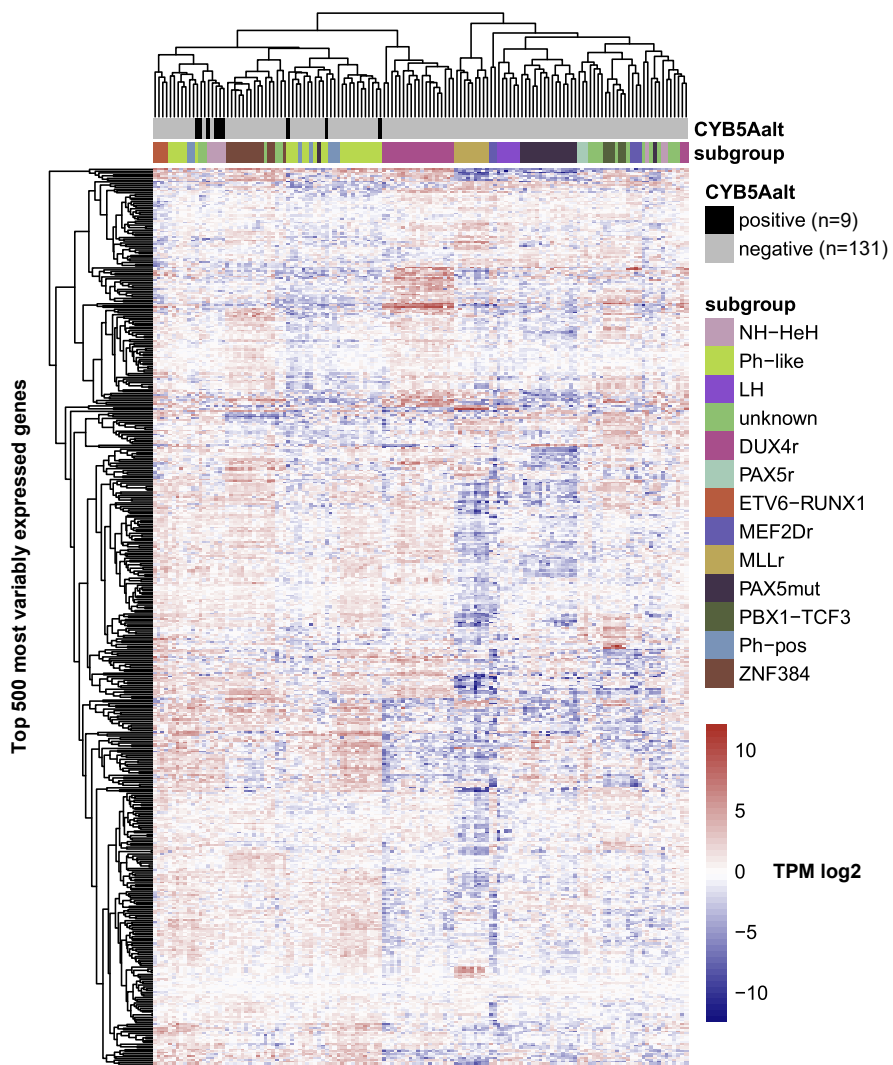 CYB5Aalt
subgroup
CYB5Aalt
positive (n=9)
negative (n=131)
subgroup
NH−HeH
Ph−like
LH
unknown
DUX4r
PAX5r
ETV6−RUNX1
MEF2Dr
MLLr
PAX5mut
PBX1−TCF3
Ph−pos
ZNF384
Top 500 most variably expressed genes
10
5
0
TPM log2
−5
−10